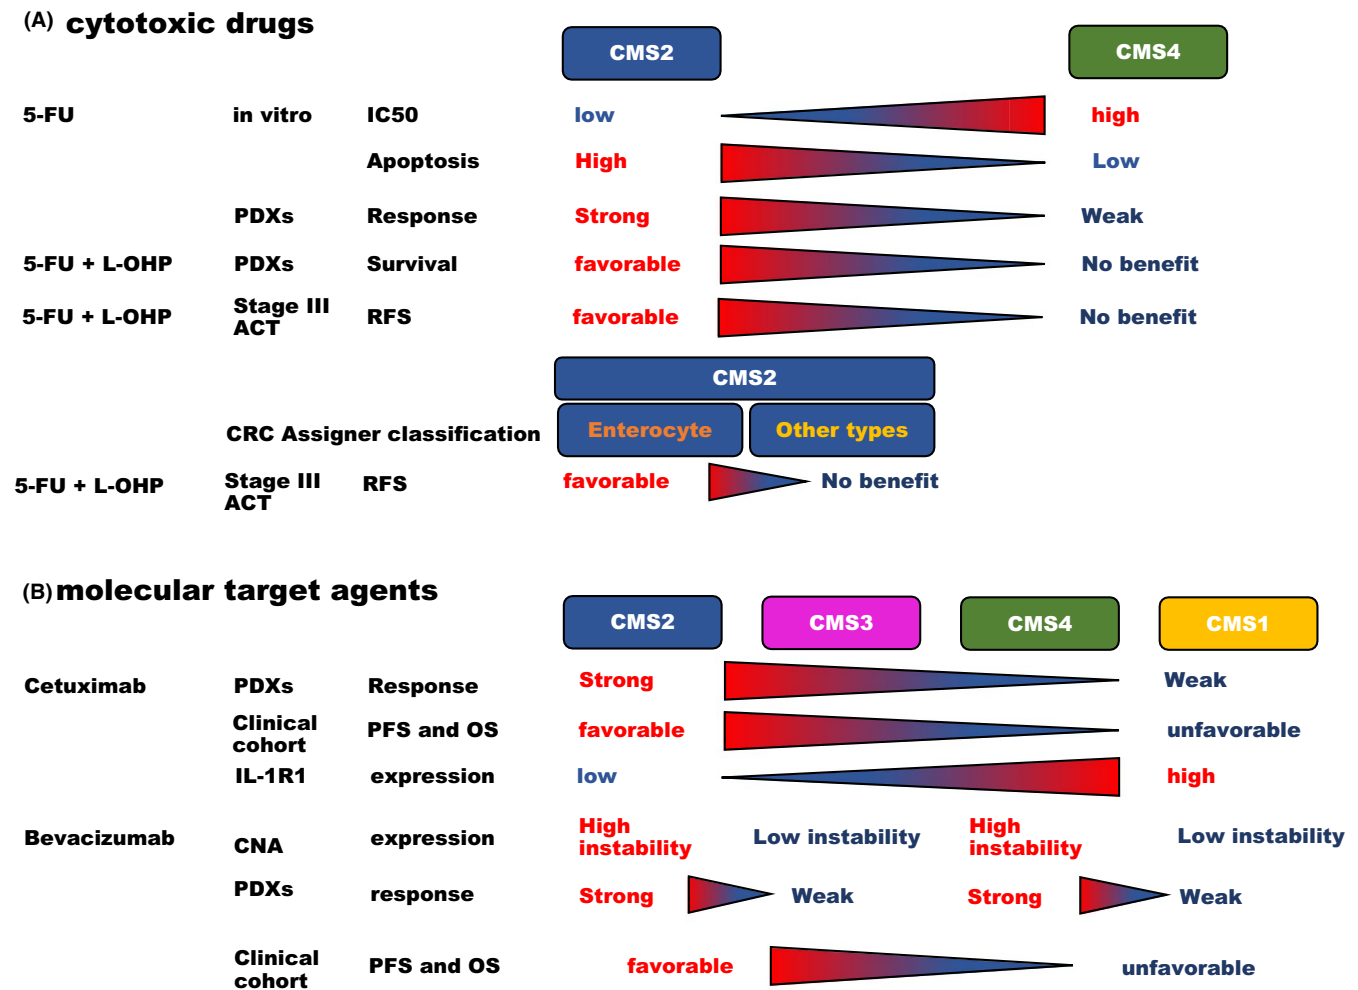 (A) cytotoxic drugs
CMS2 CMS4
5-FU in vitro IC50 low high
Apoptosis High Low
PDXs Response Strong Weak
5-FU + L-OHP PDXs Survival favorable No benefit
5-FU + L-OHP Stage III ACT RFS favorable No benefit
CMS2
CRC Assigner classification Enterocyte Other types
5-FU + L-OHP Stage III ACT RFS favorable No benefit
(B) molecular target agents
CMS2 CMS3 CMS4 CMS1
Cetuximab PDXs Response Strong Weak
Clinical cohort PFS and OS favorable unfavorable
IL-1R1 expression low high
Bevacizumab CNA expression High instability Low instability High instability Low instability
PDXs response Strong Weak Strong Weak
Clinical cohort PFS and OS favorable unfavorable